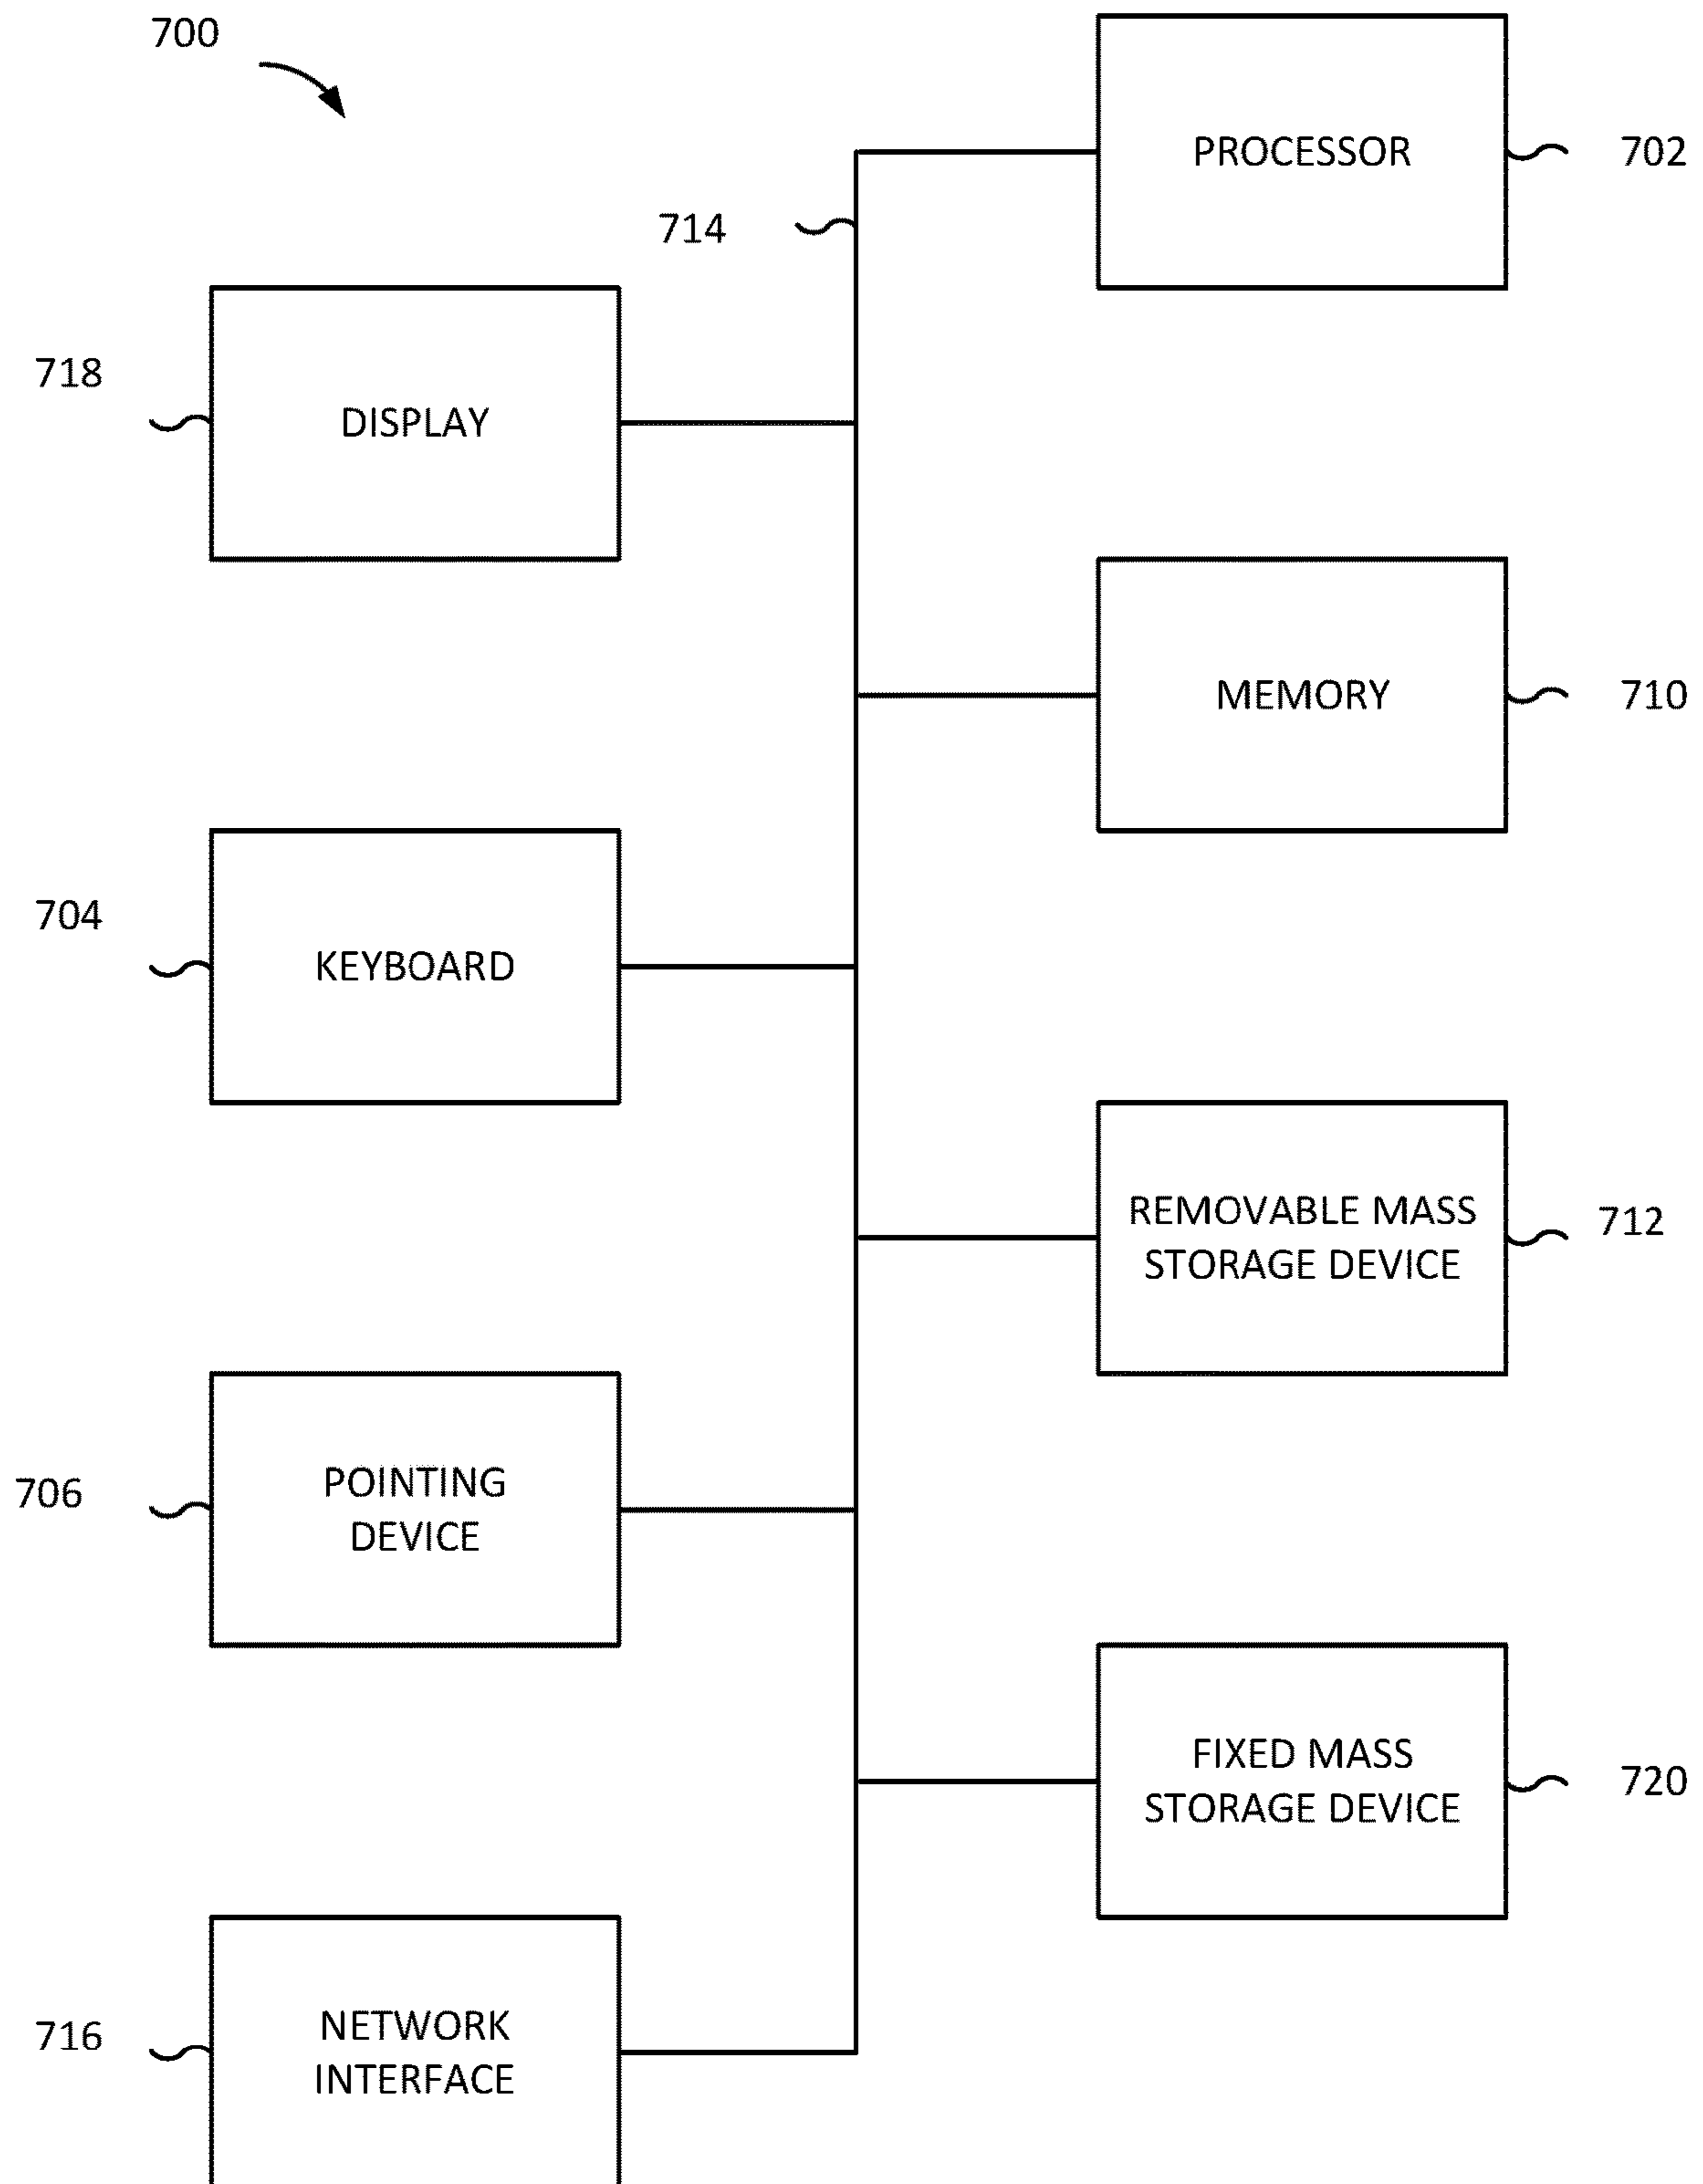 700
PROCESSOR
702
714
718
DISPLAY
MEMORY
710
704
KEYBOARD
REMOVABLE MASS
STORAGE DEVICE
712
706
POINTING
DEVICE
FIXED MASS
STORAGE DEVICE
720
716
NETWORK
INTERFACE